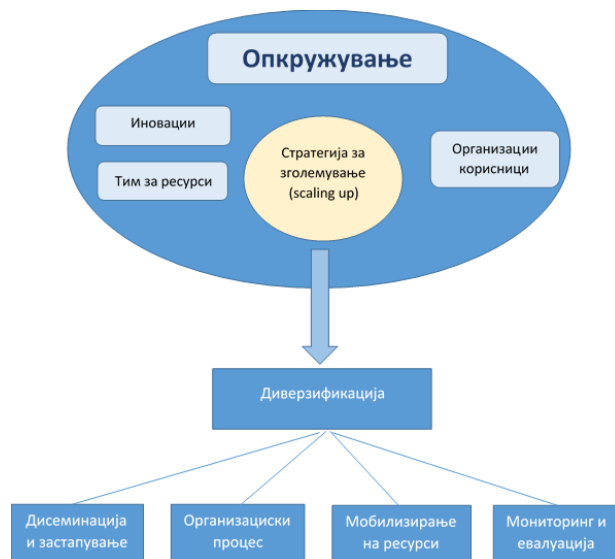 Опкружување
Иновации
Тим за ресурси
Стратегија за
зголемување
(scaling up)
Организации
корисници
Диверзификација
Дисеминација
и застапување
Организациски
процес
Мобилизирање
на ресурси
Мониторинг и
евалуација